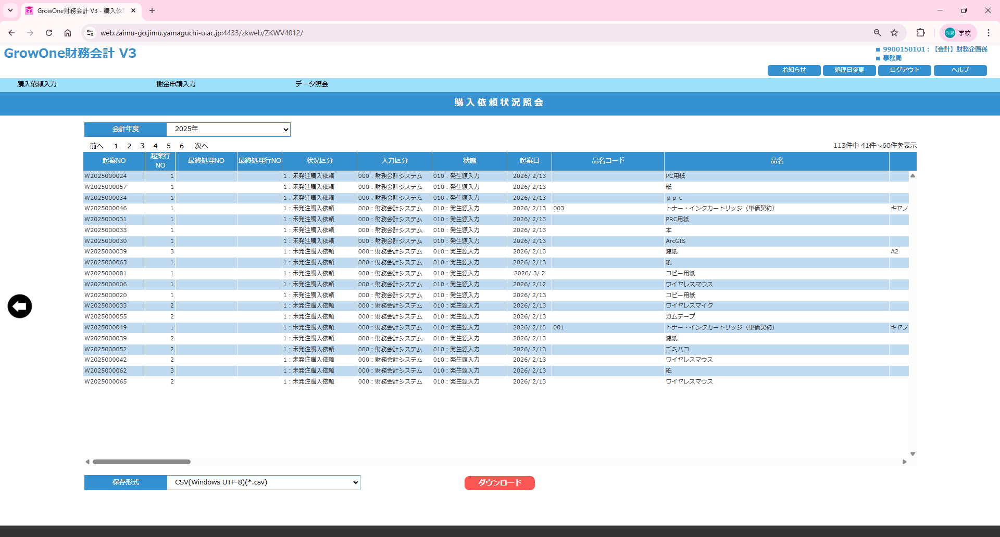 GrowOne財務会計 V3 - 購入依
web.zaimu-go.jimu.yamaguchi-u.ac.jp:4433/zkweb/ZKWV4012/
秀見 学校
GrowOne財務会計 V3
■ 9900150101：【会計】財務企画係
■ 事務局
お知らせ 処理日変更 ログアウト ヘルプ
購入依頼入力 謝金申請入力 データ照会
購入依頼状況照会
会計年度 2025年
前へ 1 2 3 4 5 6 次へ 113件中 41件～60件を表示
起案NO 起案行NO 最終処理NO 最終処理行NO 状況区分 入力区分 状態 起案日 品名コード 品名
W2025000024 1 1：未発注購入依頼 000：財務会計システム 010：発生源入力 2026/ 2/13 PC用紙
W2025000057 1 1：未発注購入依頼 000：財務会計システム 010：発生源入力 2026/ 2/13 紙
W2025000034 1 1：未発注購入依頼 000：財務会計システム 010：発生源入力 2026/ 2/13 ｐｐｃ
W2025000046 1 1：未発注購入依頼 000：財務会計システム 010：発生源入力 2026/ 2/13 003 トナー・インクカートリッジ（単価契約） キヤノ
W2025000031 1 1：未発注購入依頼 000：財務会計システム 010：発生源入力 2026/ 2/13 PRC用紙
W2025000033 1 1：未発注購入依頼 000：財務会計システム 010：発生源入力 2026/ 2/13 本
W2025000030 1 1：未発注購入依頼 000：財務会計システム 010：発生源入力 2026/ 2/13 ArcGIS
W2025000039 3 1：未発注購入依頼 000：財務会計システム 010：発生源入力 2026/ 2/13 濾紙 A2
W2025000063 1 1：未発注購入依頼 000：財務会計システム 010：発生源入力 2026/ 2/13 紙
W2025000081 1 1：未発注購入依頼 000：財務会計システム 010：発生源入力 2026/ 3/ 2 コピー用紙
W2025000006 1 1：未発注購入依頼 000：財務会計システム 010：発生源入力 2026/ 2/12 ワイヤレスマウス
W2025000020 1 1：未発注購入依頼 000：財務会計システム 010：発生源入力 2026/ 2/13 コピー用紙
W2025000033 2 1：未発注購入依頼 000：財務会計システム 010：発生源入力 2026/ 2/13 ワイヤレスマイク
W2025000055 2 1：未発注購入依頼 000：財務会計システム 010：発生源入力 2026/ 2/13 ガムテープ
W2025000049 1 1：未発注購入依頼 000：財務会計システム 010：発生源入力 2026/ 2/13 001 トナー・インクカートリッジ（単価契約） キヤノ
W2025000039 2 1：未発注購入依頼 000：財務会計システム 010：発生源入力 2026/ 2/13 濾紙
W2025000052 2 1：未発注購入依頼 000：財務会計システム 010：発生源入力 2026/ 2/13 ゴミバコ
W2025000042 2 1：未発注購入依頼 000：財務会計システム 010：発生源入力 2026/ 2/13 ワイヤレスマウス
W2025000062 3 1：未発注購入依頼 000：財務会計システム 010：発生源入力 2026/ 2/13 紙
W2025000065 2 1：未発注購入依頼 000：財務会計システム 010：発生源入力 2026/ 2/13 ワイヤレスマウス
保存形式 CSV(Windows UTF-8)(*.csv) ダウンロード